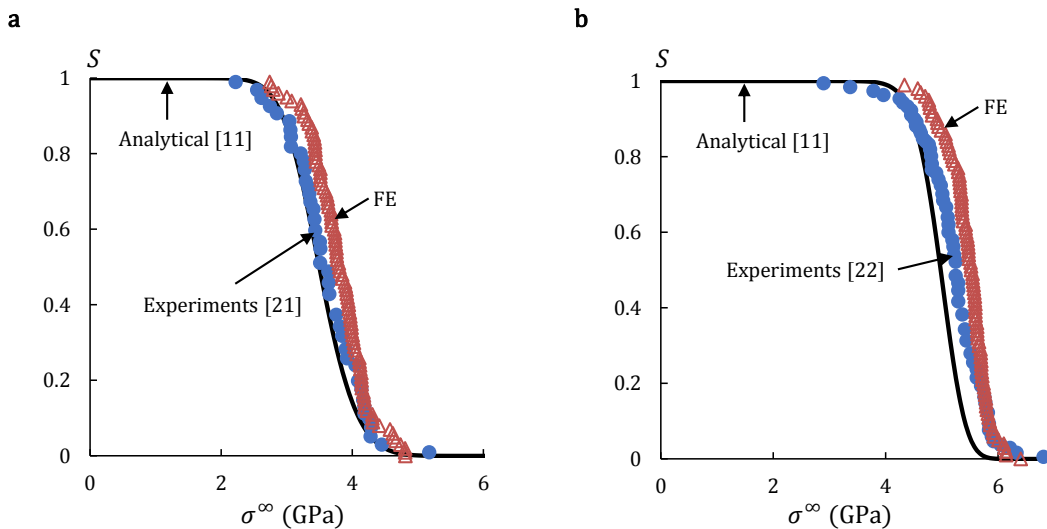 a
S
1
0.8
0.6
0.4
0.2
0
0
2
4
6
σ∞ (GPa)
Analytical [11]
FE
Experiments [21]
b
S
1
0.8
0.6
0.4
0.2
0
0
2
4
6
σ∞ (GPa)
Analytical [11]
FE
Experiments [22]